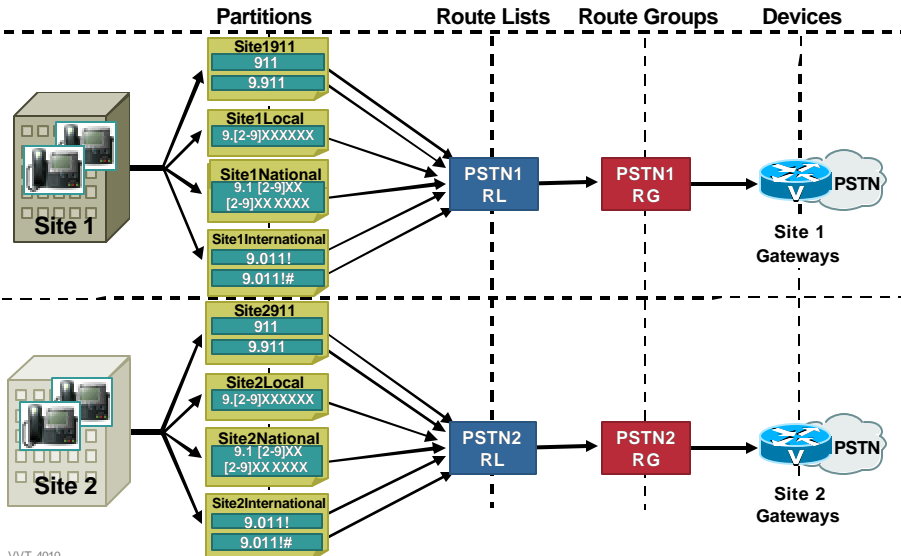 Partitions
Route Lists
Route Groups
Devices
Site1911
911
9.911
Site1Local
9.[2-9]XXXXXX
Site1National
9.1 [2-9]XX
[2-9]XX XXXX
Site1International
9.011!
9.011!#
Site 1
PSTN1
RL
PSTN1
RG
V
PSTN
Site 1
Gateways
Site2911
911
9.911
Site2Local
9.[2-9]XXXXXX
Site2National
9.1 [2-9]XX
[2-9]XX XXXX
Site2International
9.011!
9.011!#
Site 2
PSTN2
RL
PSTN2
RG
V
PSTN
Site 2
Gateways